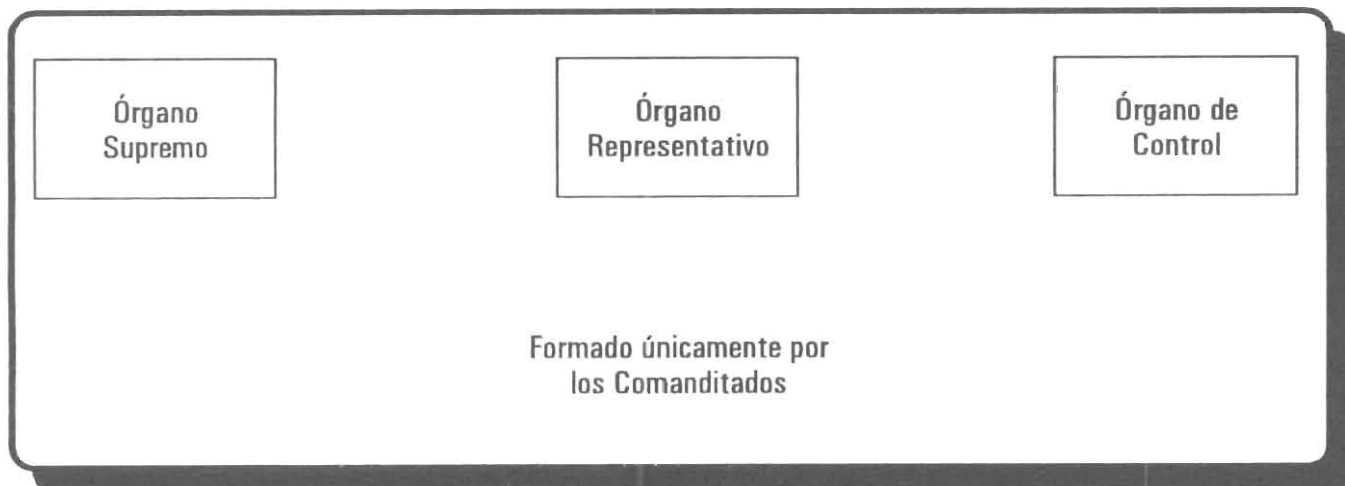 Órgano
Supremo
Órgano
Representativo
Órgano de
Control
Formado únicamente por
los Comanditados